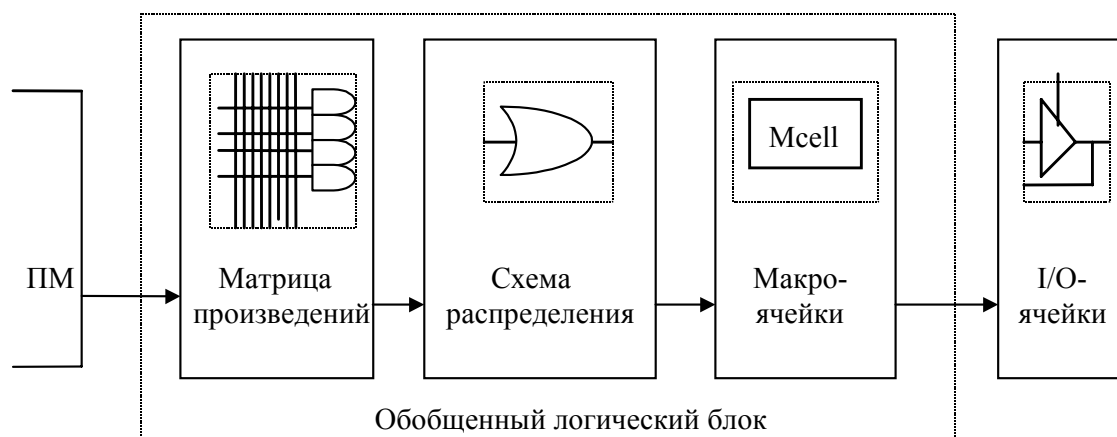 Mcell
ПМ
Матрица
произведений
Схема
распределения
Макро-
ячейки
I/O-
ячейки
Обобщенный логический блок